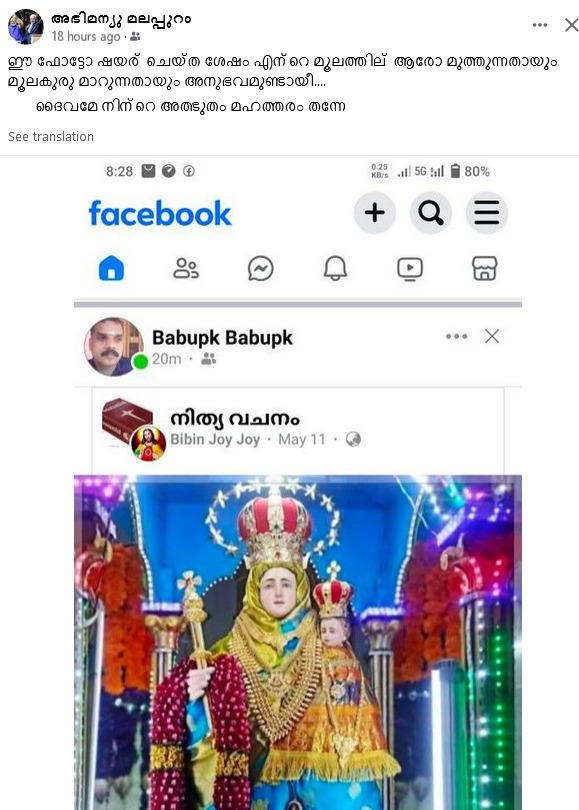 അഭിമന്യു മലപ്പുറം
18 hours ago ·
ഈ ഫോട്ടോ ഷയര് ചെയ്ത ശേഷം എന് റെ മൂലത്തില് ആരോ മുത്തുന്നതായും
മൂലകുരു മാറുന്നതായും അനുഭവമുണ്ടായീ....
ദൈവമേ നിന് റെ അത്ഭുതം മഹത്തരം തന്നേ
See translation
8:28 0.25 KB/s 5G 80%
facebook
Babupk Babupk
20m ·
നിത്യ വചനം
Bibin Joy Joy · May 11 ·